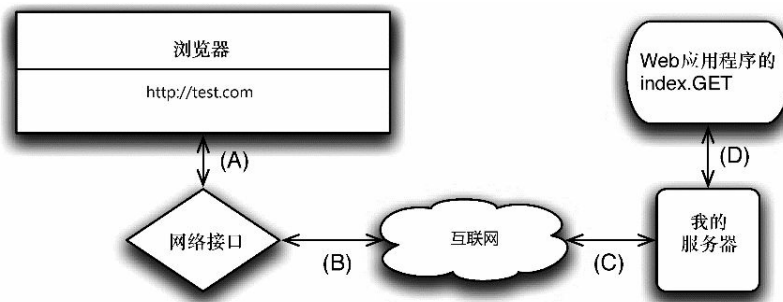 浏览器
http://test.com
Web应用程序的
index.GET
(A)
(D)
网络接口
(B)
互联网
(C)
我的
服务器